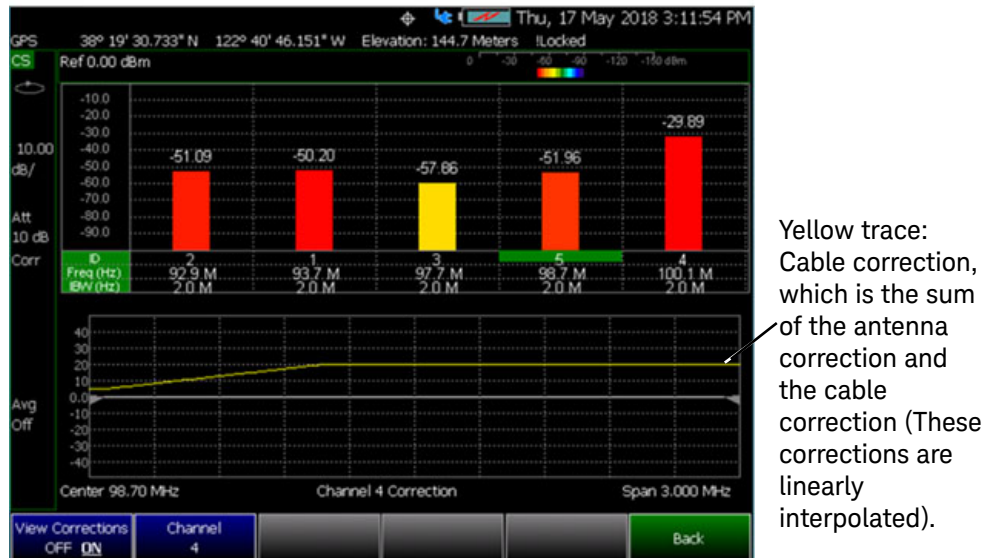 Thu, 17 May 2018 3:11:54 PM
GPS 38º 19' 30.733" N 122º 40' 46.151" W Elevation: 144.7 Meters !Locked
CS Ref 0.00 dBm 0 -30 -60 -90 -120 -150 dBm
-10.0
-20.0
-30.0
10.00 -40.0
dB/ -50.0
-60.0
-70.0
Att -80.0
10 dB -90.0
Corr
-51.09 -50.20 -57.86 -51.96 -29.89
ID 2 1 3 5 4
Freq (Hz) 92.9 M 93.7 M 97.7 M 98.7 M 100.1 M
IBW (Hz) 2.0 M 2.0 M 2.0 M 2.0 M 2.0 M
40
30
20
10
Avg 0.0
Off -10
-20
-30
-40
Center 98.70 MHz Channel 4 Correction Span 3.000 MHz
View Corrections Channel Back
OFF ON 4
Yellow trace:
Cable correction,
which is the sum
of the antenna
correction and
the cable
correction (These
corrections are
linearly
interpolated).